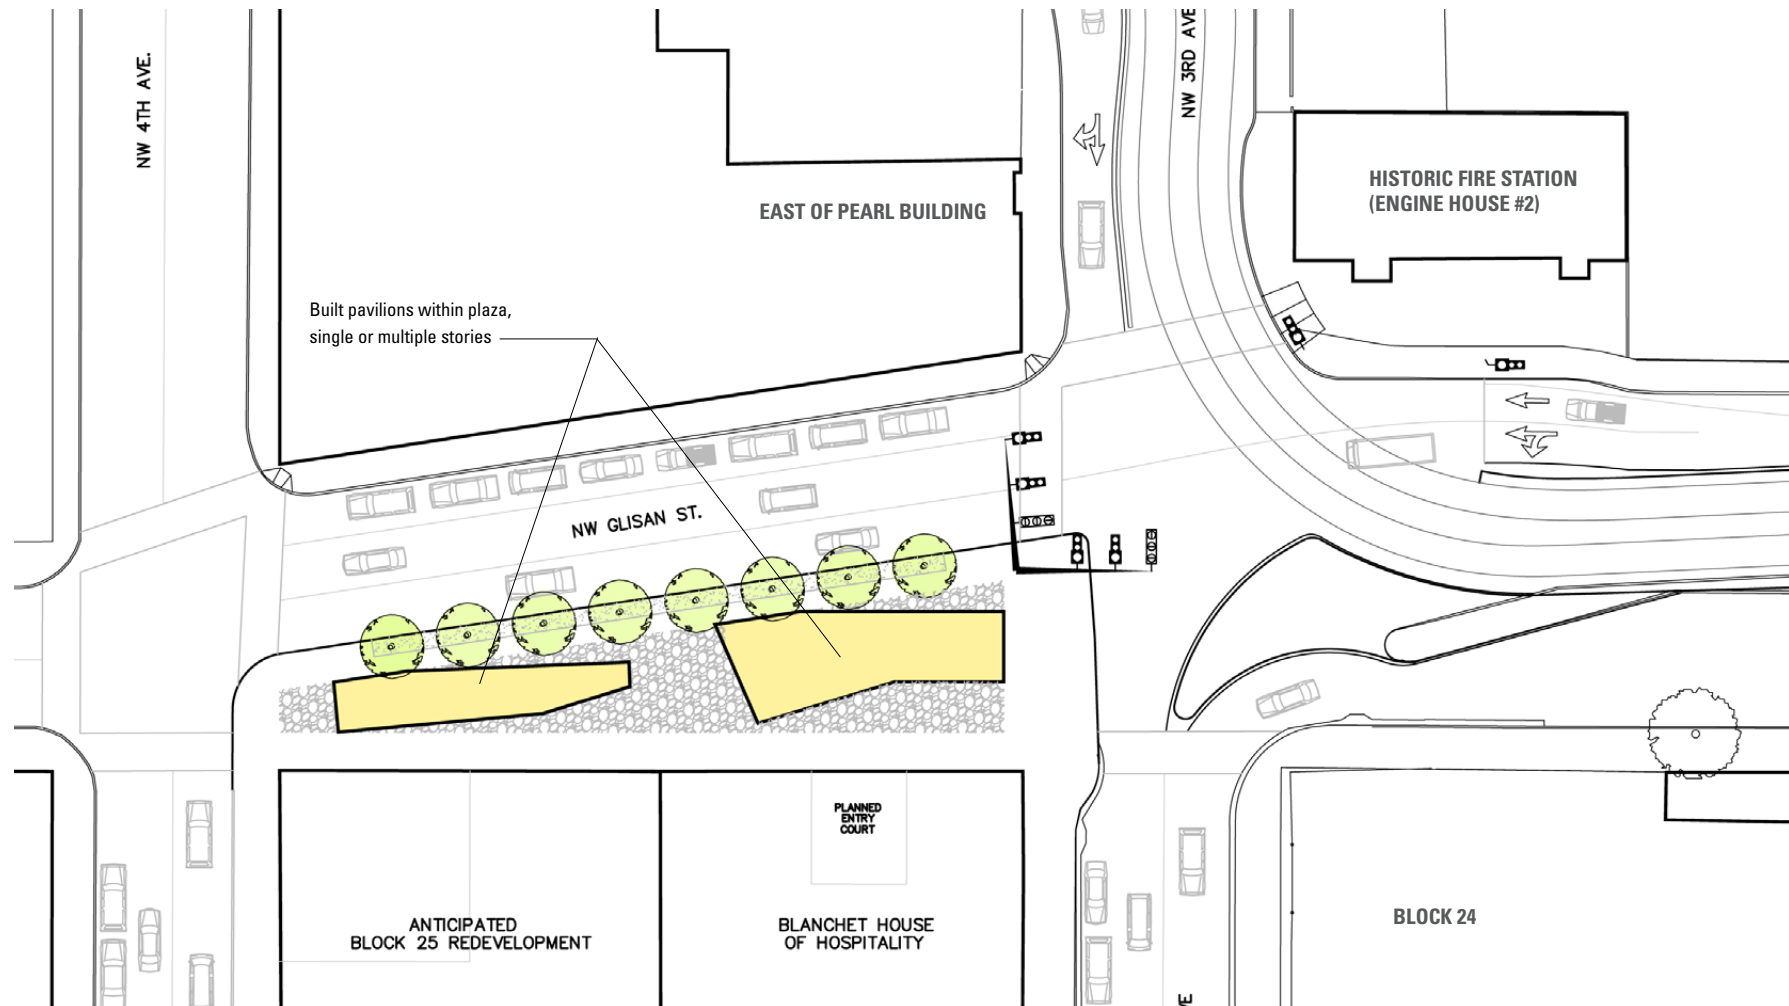 NW 4TH AVE.
NW 3RD AVE
HISTORIC FIRE STATION
(ENGINE HOUSE #2)
EAST OF PEARL BUILDING
Built pavilions within plaza,
single or multiple stories
NW GLISAN ST.
PLANNED
ENTRY
COURT
ANTICIPATED
BLOCK 25 REDEVELOPMENT
BLANCHET HOUSE
OF HOSPITALITY
BLOCK 24
VE